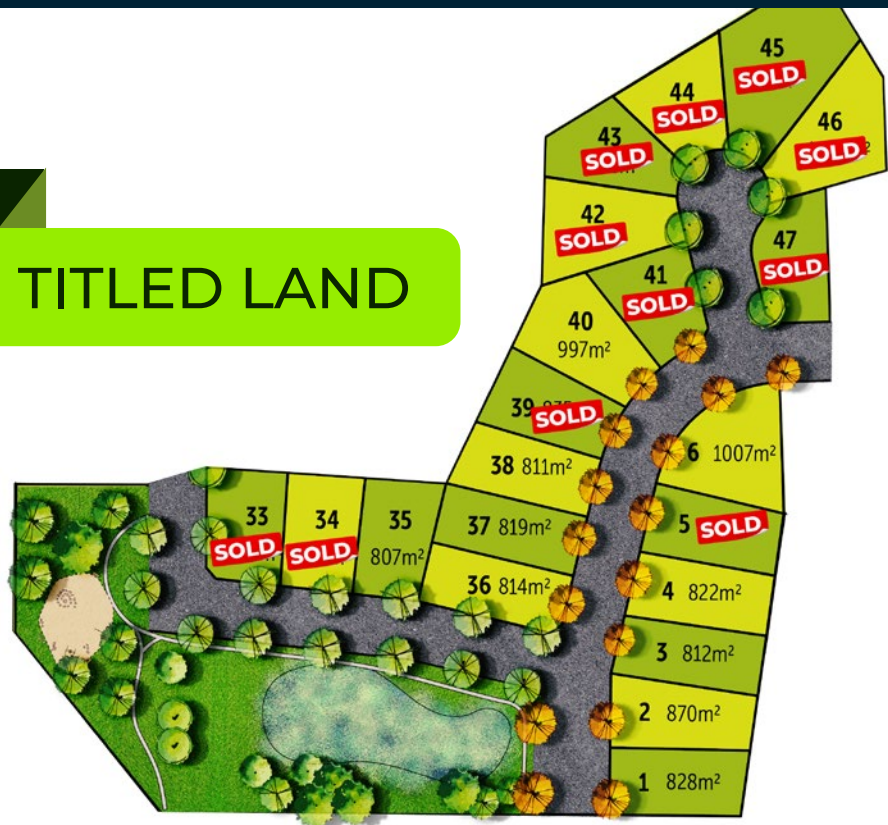 45
SOLD
44
SOLD
46
SOLD
43
SOLD
42
SOLD
47
SOLD
41
SOLD
TITLED LAND
40
997m²
39 SOLD
38 811m²
6 1007m²
33
SOLD
34
SOLD
35
807m²
37 819m²
5 SOLD
36 814m²
4 822m²
3 812m²
2 870m²
1 828m²